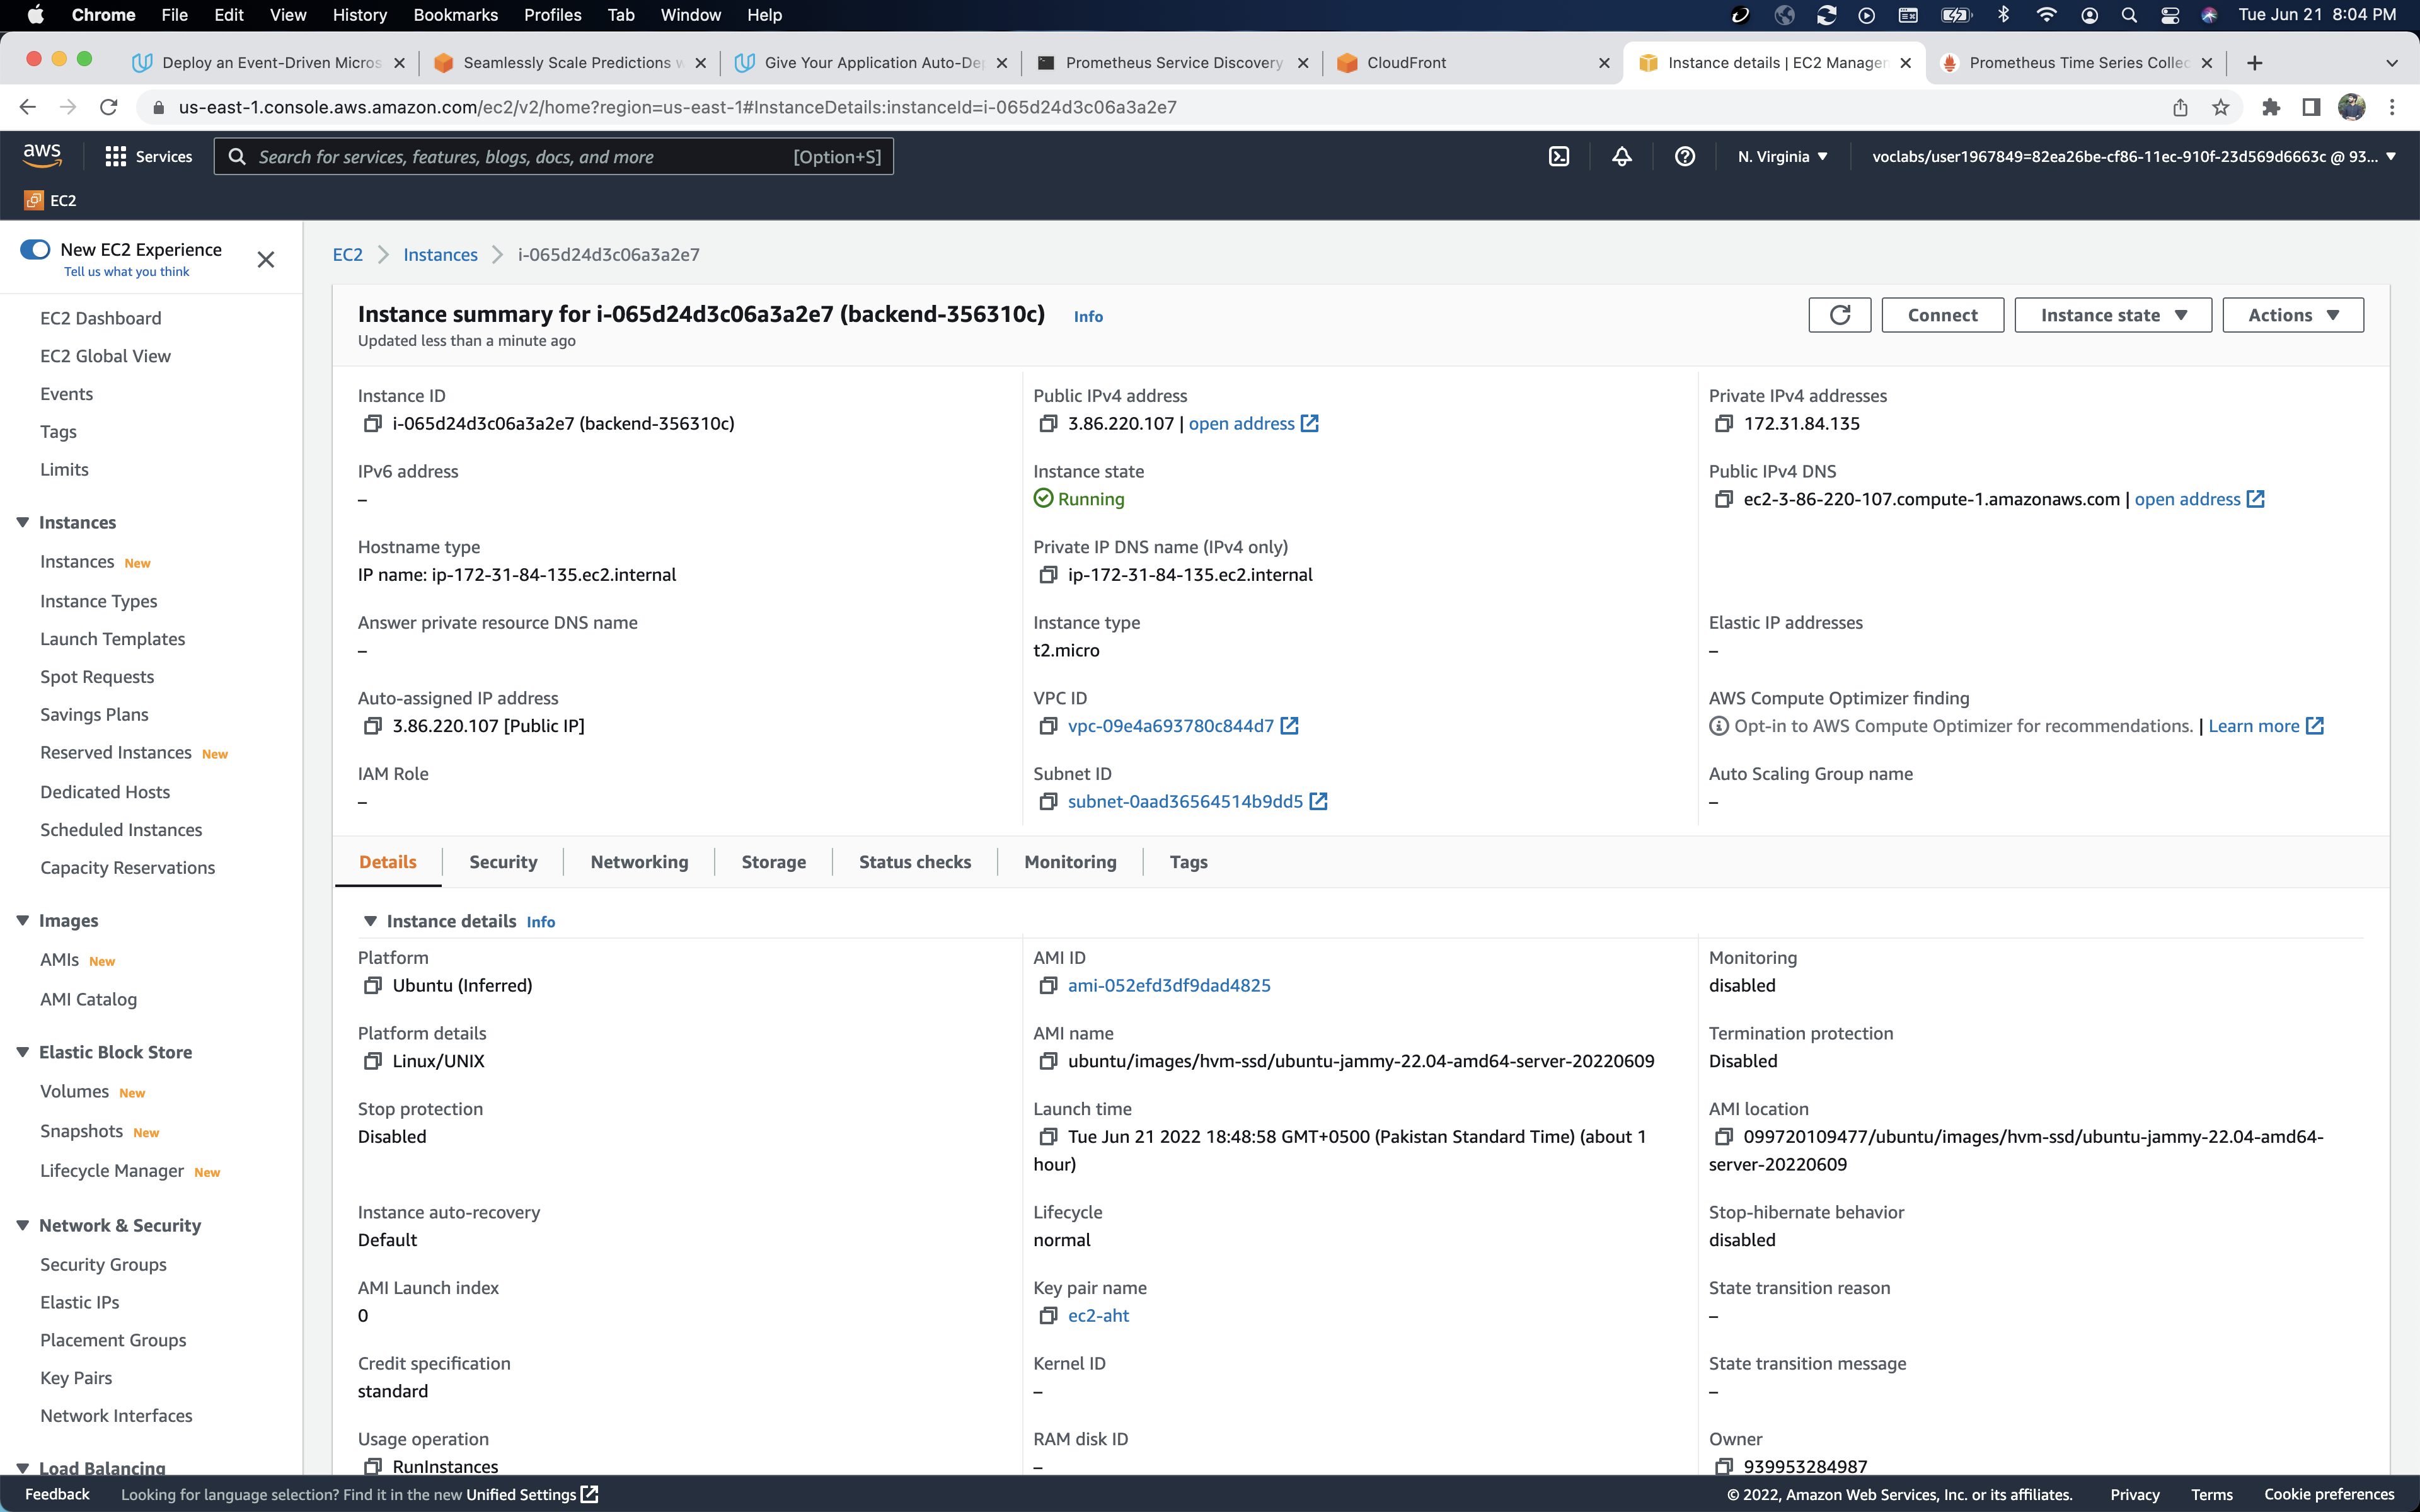 Chrome File Edit View History Bookmarks Profiles Tab Window Help Tue Jun 21 8:04 PM
Deploy an Event-Driven Micros Seamlessly Scale Predictions w Give Your Application Auto-Dep Prometheus Service Discovery CloudFront Instance details | EC2 Managem Prometheus Time Series Collec
us-east-1.console.aws.amazon.com/ec2/v2/home?region=us-east-1#InstanceDetails:instanceId=i-065d24d3c06a3a2e7
aws Services Search for services, features, blogs, docs, and more [Option+S] N. Virginia voclabs/user1967849=82ea26be-cf86-11ec-910f-23d569d6663c @ 93...
EC2
New EC2 Experience
Tell us what you think
EC2 Dashboard
EC2 Global View
Events
Tags
Limits
Instances
Instances New
Instance Types
Launch Templates
Spot Requests
Savings Plans
Reserved Instances New
Dedicated Hosts
Scheduled Instances
Capacity Reservations
Images
AMIs New
AMI Catalog
Elastic Block Store
Volumes New
Snapshots New
Lifecycle Manager New
Network & Security
Security Groups
Elastic IPs
Placement Groups
Key Pairs
Network Interfaces
Load Balancing
EC2 Instances i-065d24d3c06a3a2e7
Instance summary for i-065d24d3c06a3a2e7 (backend-356310c) Info
Updated less than a minute ago
Connect Instance state Actions
Instance ID
i-065d24d3c06a3a2e7 (backend-356310c)
Public IPv4 address
3.86.220.107 | open address
Private IPv4 addresses
172.31.84.135
IPv6 address
–
Instance state
Running
Public IPv4 DNS
ec2-3-86-220-107.compute-1.amazonaws.com | open address
Hostname type
IP name: ip-172-31-84-135.ec2.internal
Private IP DNS name (IPv4 only)
ip-172-31-84-135.ec2.internal
Answer private resource DNS name
–
Instance type
t2.micro
Elastic IP addresses
–
Auto-assigned IP address
3.86.220.107 [Public IP]
VPC ID
vpc-09e4a693780c844d7
AWS Compute Optimizer finding
Opt-in to AWS Compute Optimizer for recommendations. | Learn more
IAM Role
–
Subnet ID
subnet-0aad36564514b9dd5
Auto Scaling Group name
–
Details Security Networking Storage Status checks Monitoring Tags
Instance details Info
Platform
Ubuntu (Inferred)
AMI ID
ami-052efd3df9dad4825
Monitoring
disabled
Platform details
Linux/UNIX
AMI name
ubuntu/images/hvm-ssd/ubuntu-jammy-22.04-amd64-server-20220609
Termination protection
Disabled
Stop protection
Disabled
Launch time
Tue Jun 21 2022 18:48:58 GMT+0500 (Pakistan Standard Time) (about 1
hour)
AMI location
099720109477/ubuntu/images/hvm-ssd/ubuntu-jammy-22.04-amd64-
server-20220609
Instance auto-recovery
Default
Lifecycle
normal
Stop-hibernate behavior
disabled
AMI Launch index
0
Key pair name
ec2-aht
State transition reason
–
Credit specification
standard
Kernel ID
–
State transition message
–
Usage operation
RunInstances
RAM disk ID
–
Owner
939953284987
Feedback Looking for language selection? Find it in the new Unified Settings © 2022, Amazon Web Services, Inc. or its affiliates. Privacy Terms Cookie preferences